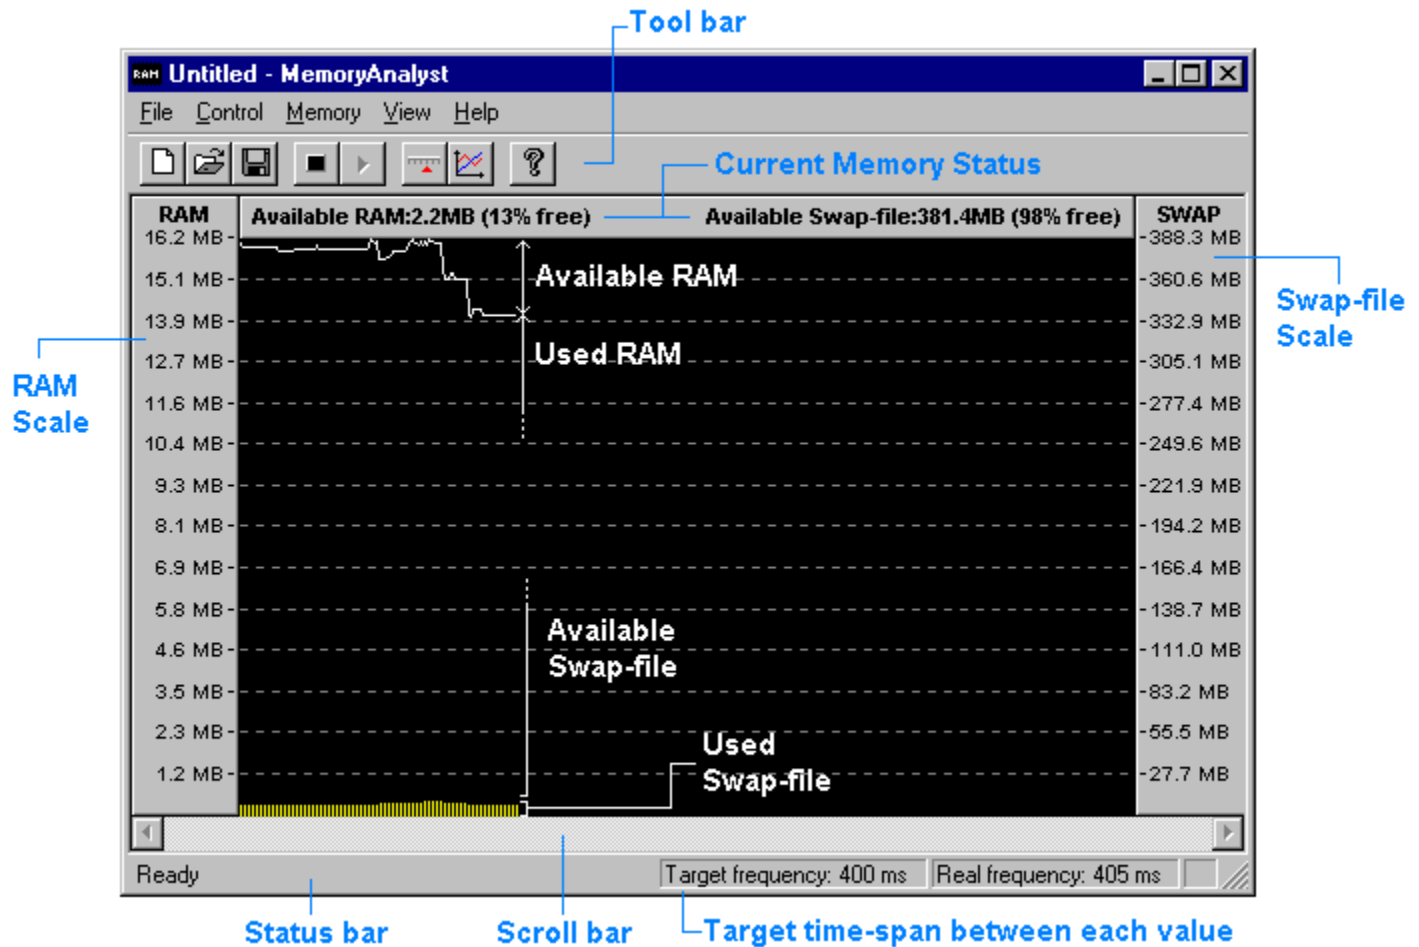 Tool bar
RAM Untitled - MemoryAnalyst
File Control Memory View Help
Current Memory Status
RAM
Available RAM:2.2MB (13% free)
Available Swap-file:381.4MB (98% free)
SWAP
16.2 MB
388.3 MB
15.1 MB
Available RAM
360.6 MB
Swap-file
Scale
13.9 MB
332.9 MB
12.7 MB
Used RAM
305.1 MB
RAM
Scale
11.6 MB
277.4 MB
10.4 MB
249.6 MB
9.3 MB
221.9 MB
8.1 MB
194.2 MB
6.9 MB
166.4 MB
5.8 MB
138.7 MB
Available
Swap-file
4.6 MB
111.0 MB
3.5 MB
83.2 MB
2.3 MB
55.5 MB
Used
Swap-file
1.2 MB
27.7 MB
Ready
Target frequency: 400 ms
Real frequency: 405 ms
Status bar
Scroll bar
Target time-span between each value